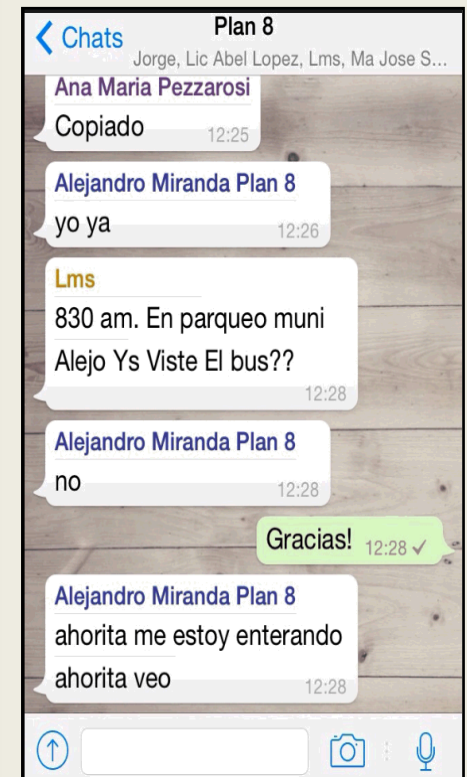 Plan 8
Chats
Jorge, Lic Abel Lopez, Lms, Ma Jose S...
Ana Maria Pezzarosi
Copiado 12:25
Alejandro Miranda Plan 8
yo ya 12:26
Lms
830 am. En parqueo muni
Alejo Ys Viste El bus??
12:28
Alejandro Miranda Plan 8
no 12:28
Gracias! 12:28
Alejandro Miranda Plan 8
ahorita me estoy enterando
ahorita veo 12:28